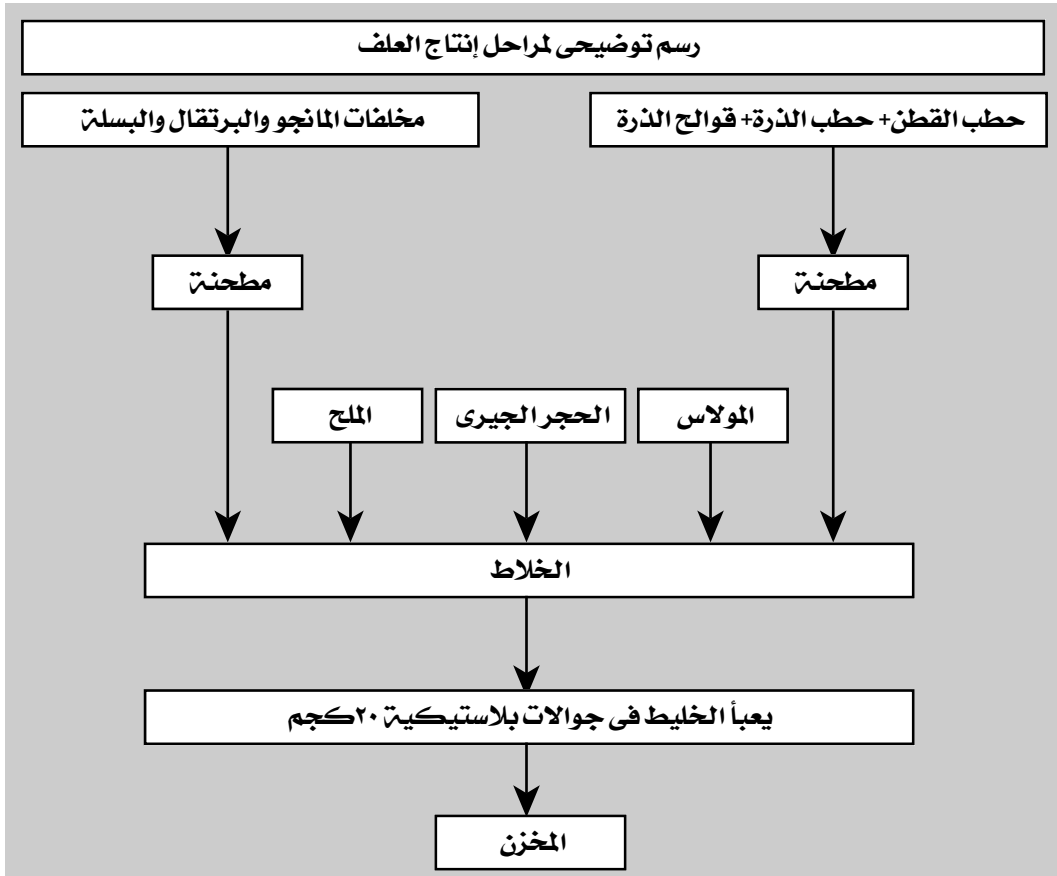 رسم توضيحى لمراحل إنتاج العلف
حطب القطن+ حطب الذرة+ قوالح الذرة
مخلفات المانجو والبرتقال والبسلة
مطحنة
مطحنة
المولاس
الحجر الجيرى
الملح
الخلاط
يعبأ الخليط فى جوالات بلاستيكية ٢٠كجم
المخزن